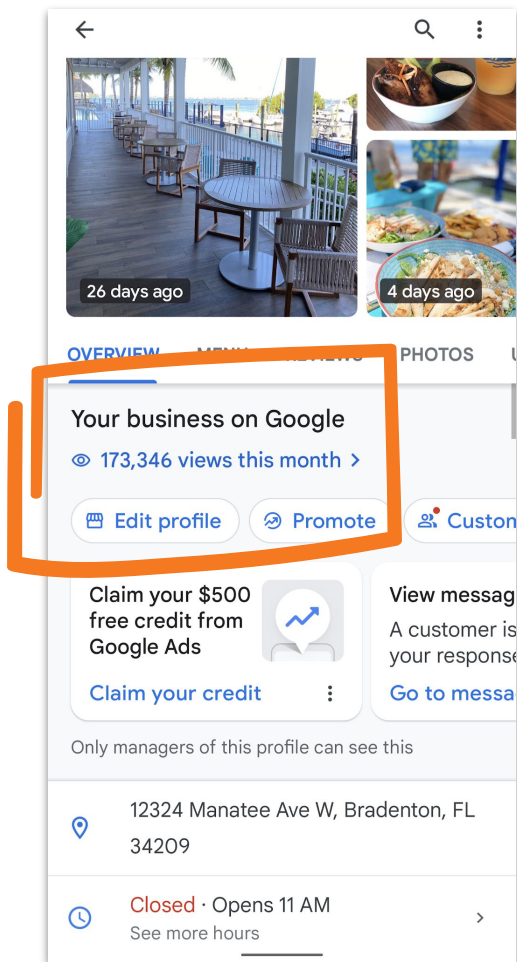 26 days ago
4 days ago
OVERVIEW
PHOTOS
Your business on Google
173,346 views this month
Edit profile
Promote
Claim your $500
free credit from
Google Ads
Claim your credit
View messag
A customer is
your response
Go to messa
Only managers of this profile can see this
12324 Manatee Ave W, Bradenton, FL
34209
Closed · Opens 11 AM
See more hours